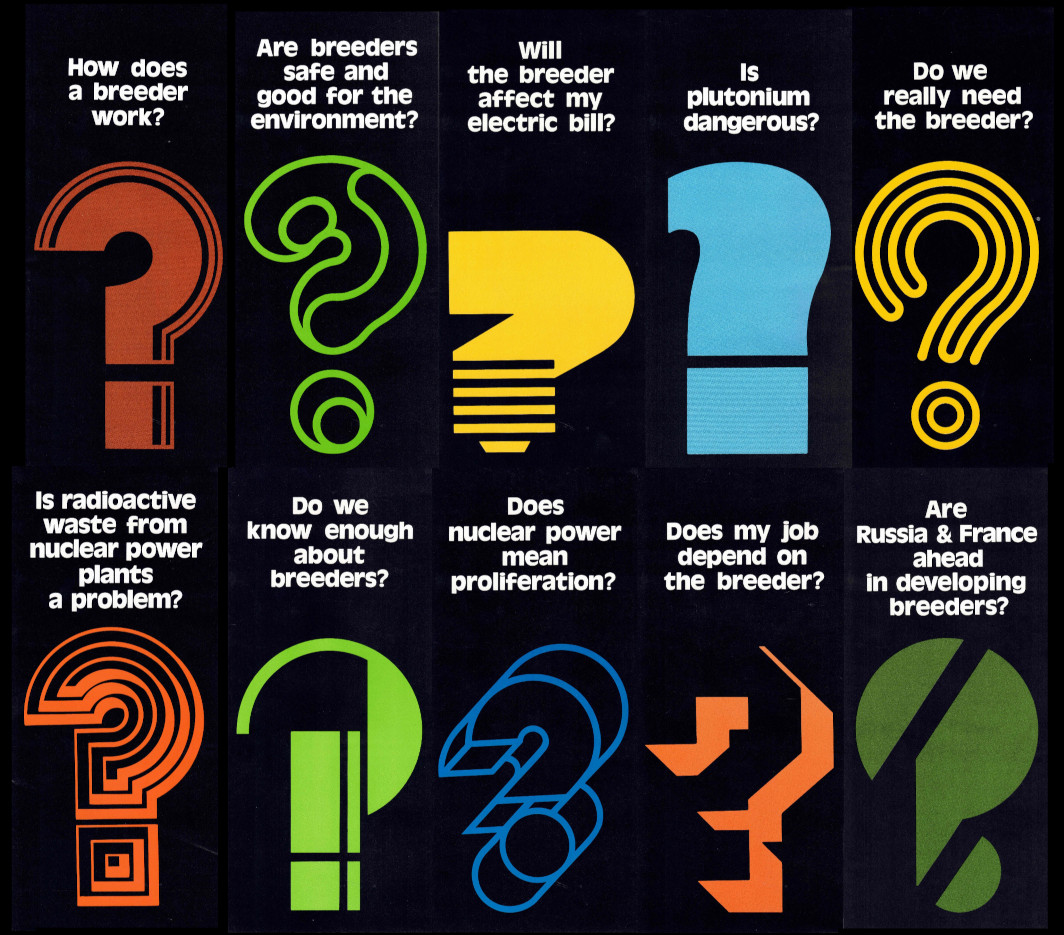 How does
a breeder
work?
Are breeders
safe and
good for the
environment?
Will
the breeder
affect my
electric bill?
Is
plutonium
dangerous?
Do we
really need
the breeder?
Is radioactive
waste from
nuclear power
plants
a problem?
Do we
know enough
about
breeders?
Does
nuclear power
mean
proliferation?
Does my job
depend on
the breeder?
Are
Russia & France
ahead
in developing
breeders?